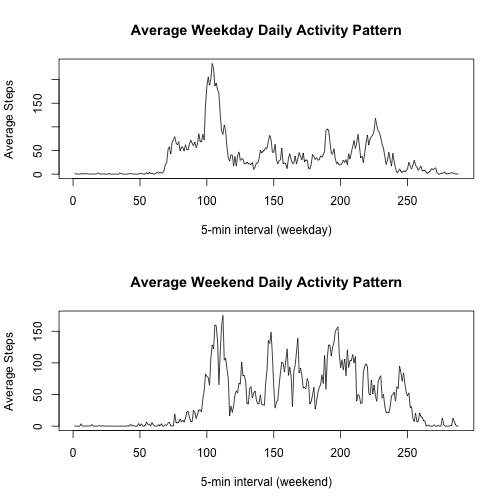 Average Weekday Daily Activity Pattern
Average Steps
0 50 150
0 50 100 150 200 250
5-min interval (weekday)
Average Weekend Daily Activity Pattern
Average Steps
0 50 100 150
0 50 100 150 200 250
5-min interval (weekend)